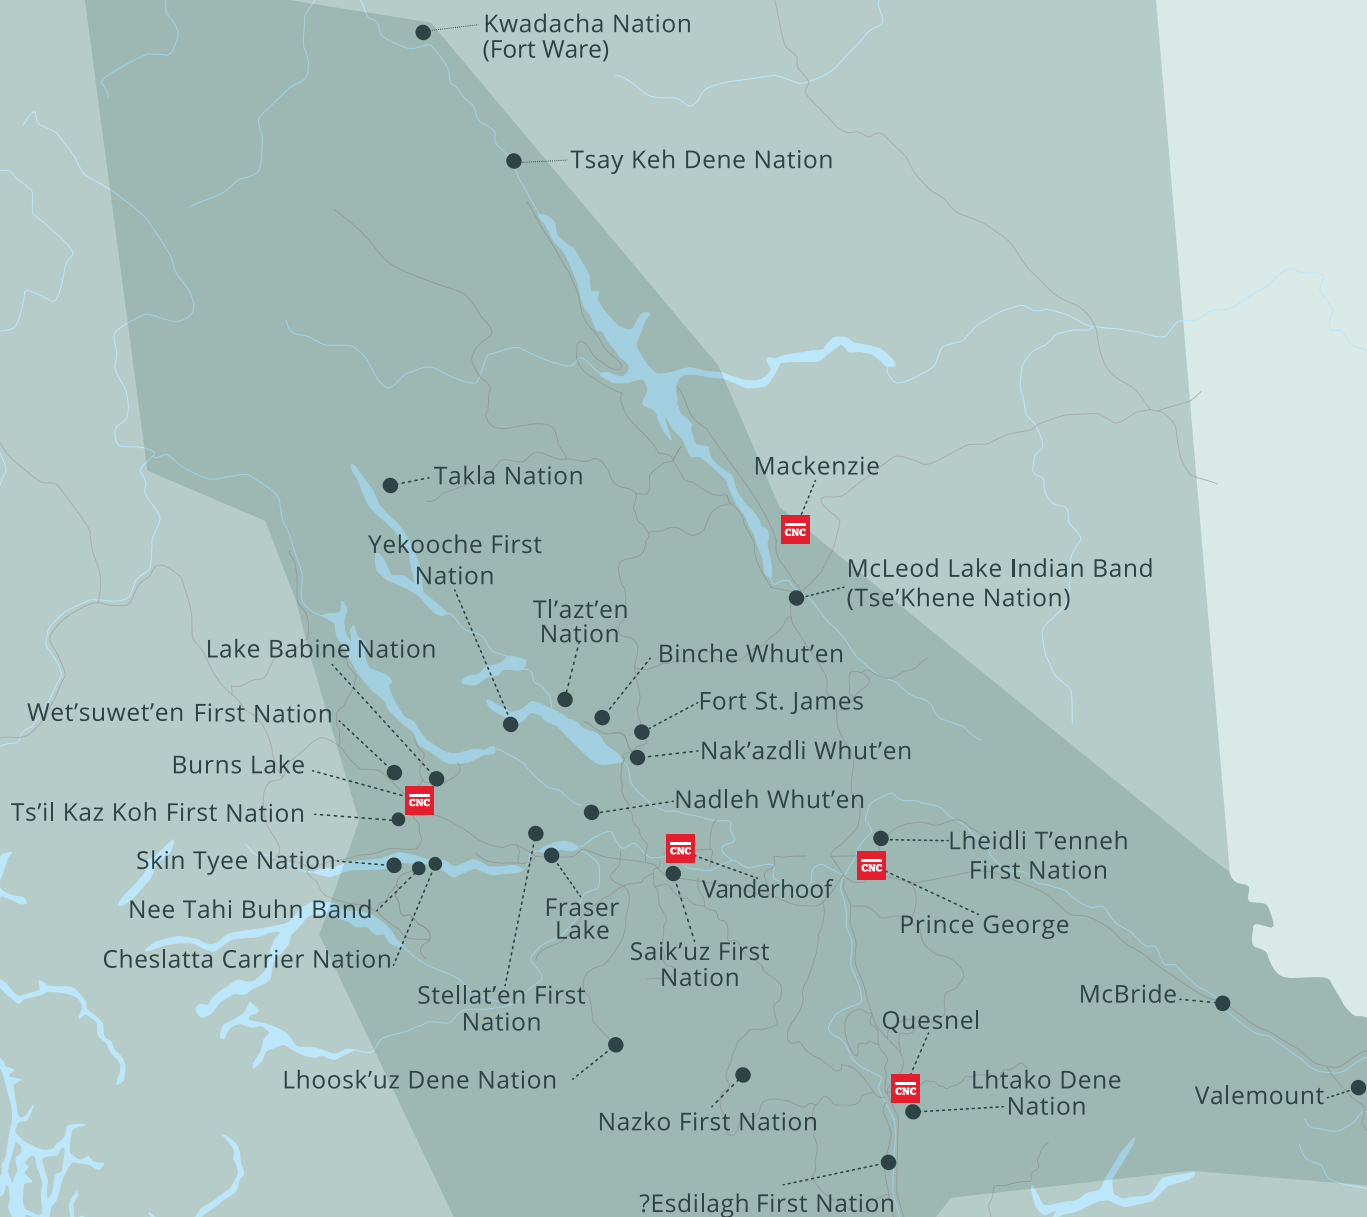 Kwadacha Nation
(Fort Ware)
Tsay Keh Dene Nation
Mackenzie
Takla Nation
CNC
Yekooche First
Nation
McLeod Lake Indian Band
(Tse’Khene Nation)
Tl’azt’en
Nation
Lake Babine Nation
Binche Whut’en
Fort St. James
Wet’suwet’en First Nation
Nak’azdli Whut’en
Burns Lake
CNC
Nadleh Whut’en
Ts’il Kaz Koh First Nation
Lheidli T’enneh
First Nation
CNC
Skin Tyee Nation
CNC
Vanderhoof
Nee Tahi Buhn Band
Fraser
Lake
Prince George
Cheslatta Carrier Nation
Saik’uz First
Nation
Stellat’en First
Nation
McBride
Quesnel
Lhoosk’uz Dene Nation
CNC
Lhtako Dene
Nation
Valemount
Nazko First Nation
?Esdilagh First Nation